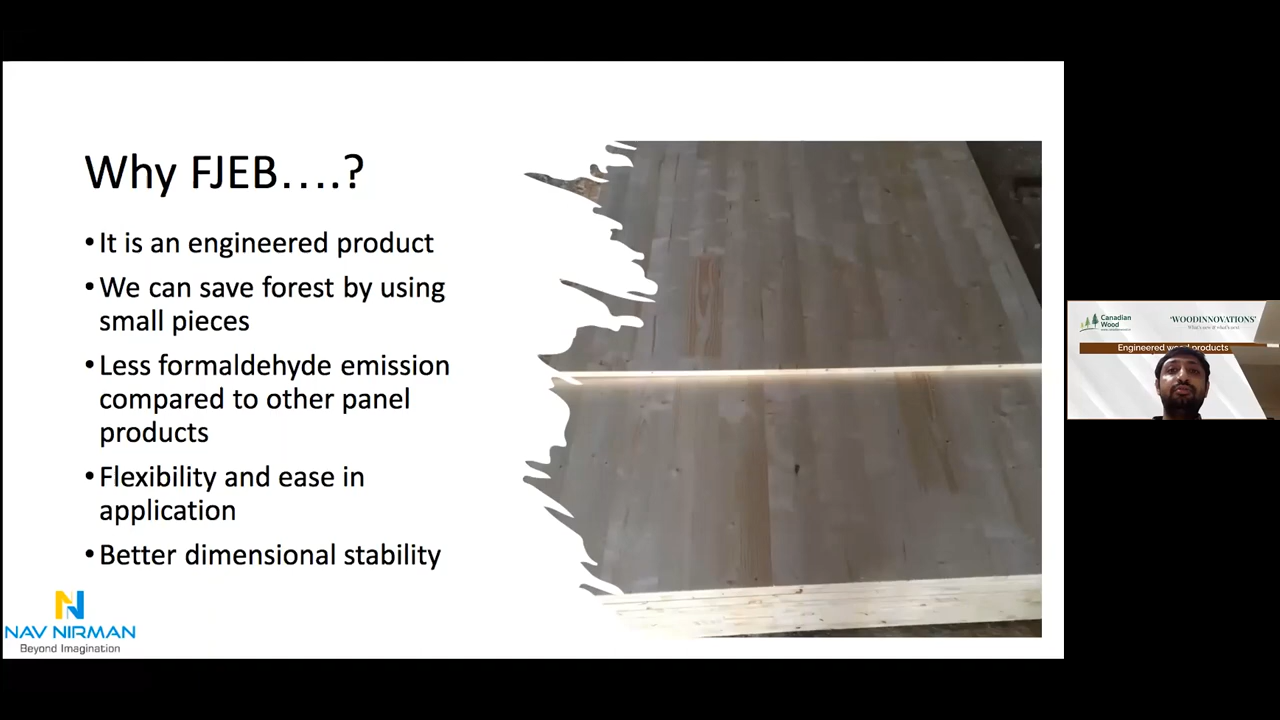 Why FJEB....?
• It is an engineered product
• We can save forest by using
small pieces
• Less formaldehyde emission
compared to other panel
products
• Flexibility and ease in
application
• Better dimensional stability
NAV NIRMAN
Beyond Imagination
Canadian
Wood
'WOODINNOVATIONS'
Engineered wood products